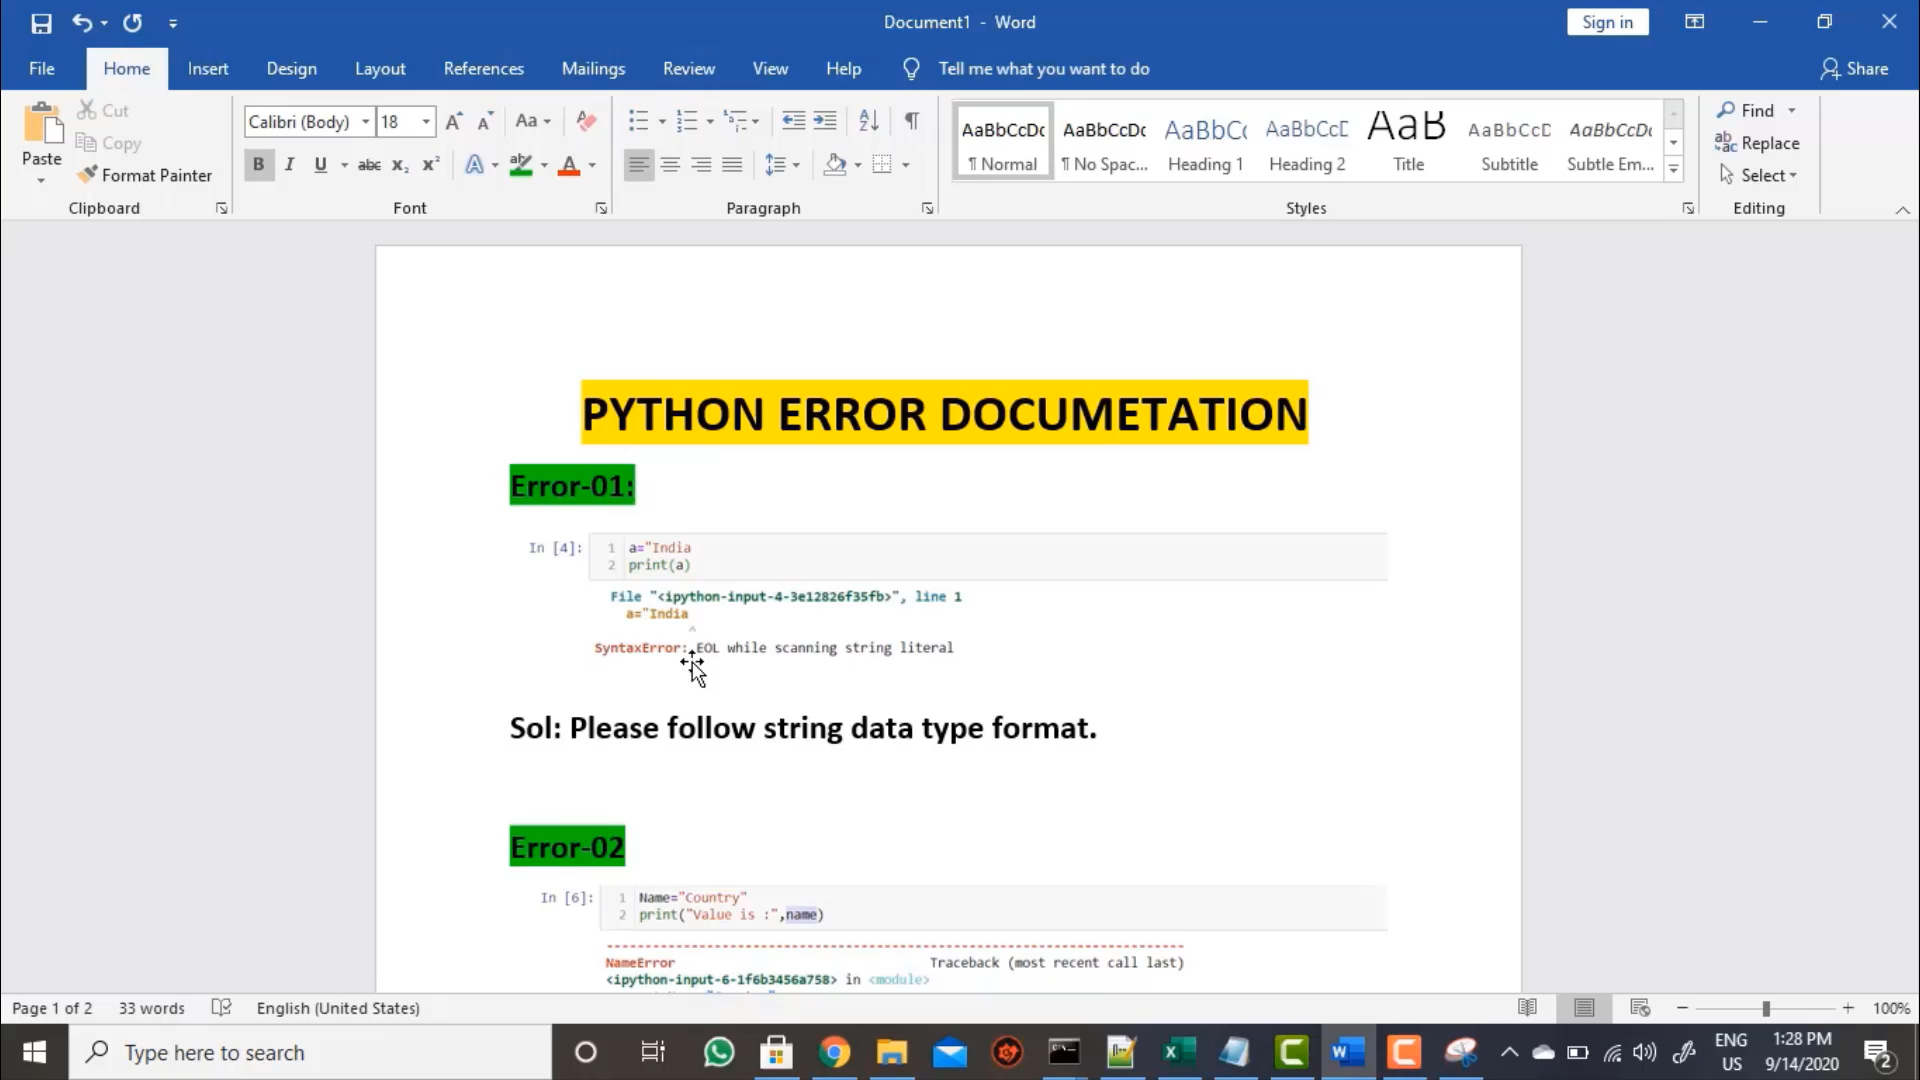 Document1 - Word
Sign in
File Home Insert Design Layout References Mailings Review View Help Tell me what you want to do Share
Paste
Cut
Copy
Format Painter
Clipboard
Calibri (Body) 18
Font
Paragraph
AaBbCcDc AaBbCcDc AaBbC( AaBbCcE AaB AaBbCcD AaBbCcDc
¶ Normal ¶ No Spac... Heading 1 Heading 2 Title Subtitle Subtle Em...
Styles
Find
Replace
Select
Editing
PYTHON ERROR DOCUMETATION
Error-01:
In [4]: 1 a="India
2 print(a)
File "<ipython-input-4-3e12826f35fb>", line 1
a="India
^
SyntaxError: EOL while scanning string literal
Sol: Please follow string data type format.
Error-02
In [6]: 1 Name="Country"
2 print("Value is :",name)
---------------------------------------------------------------------------
NameError Traceback (most recent call last)
<ipython-input-6-1f6b3456a758> in <module>
Page 1 of 2 33 words English (United States) 100%
Type here to search
ENG
US
1:28 PM
9/14/2020
2